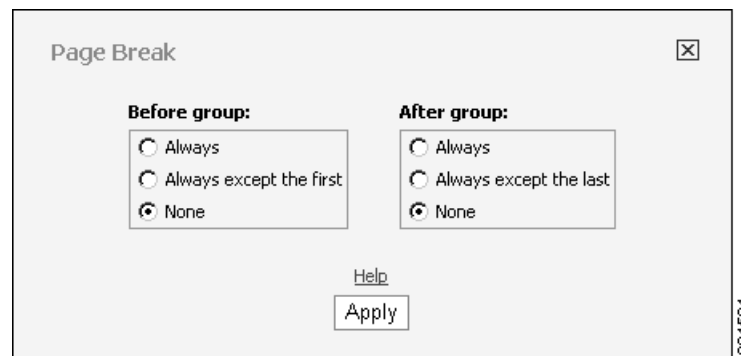 Page Break
Before group:
Always
Always except the first
None
After group:
Always
Always except the last
None
Help
Apply